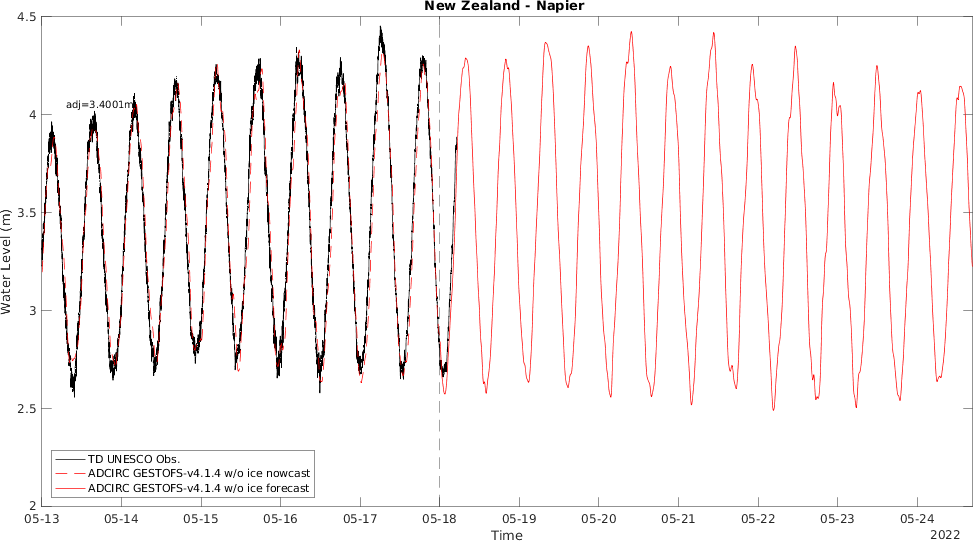 New Zealand - Napier
Water Level (m)
4.5
4
3.5
3
2.5
2
adj=3.4001m
TD UNESCO Obs.
ADCIRC GESTOFS-v4.1.4 w/o ice nowcast
ADCIRC GESTOFS-v4.1.4 w/o ice forecast
05-13 05-14 05-15 05-16 05-17 05-18 05-19 05-20 05-21 05-22 05-23 05-24
Time
2022